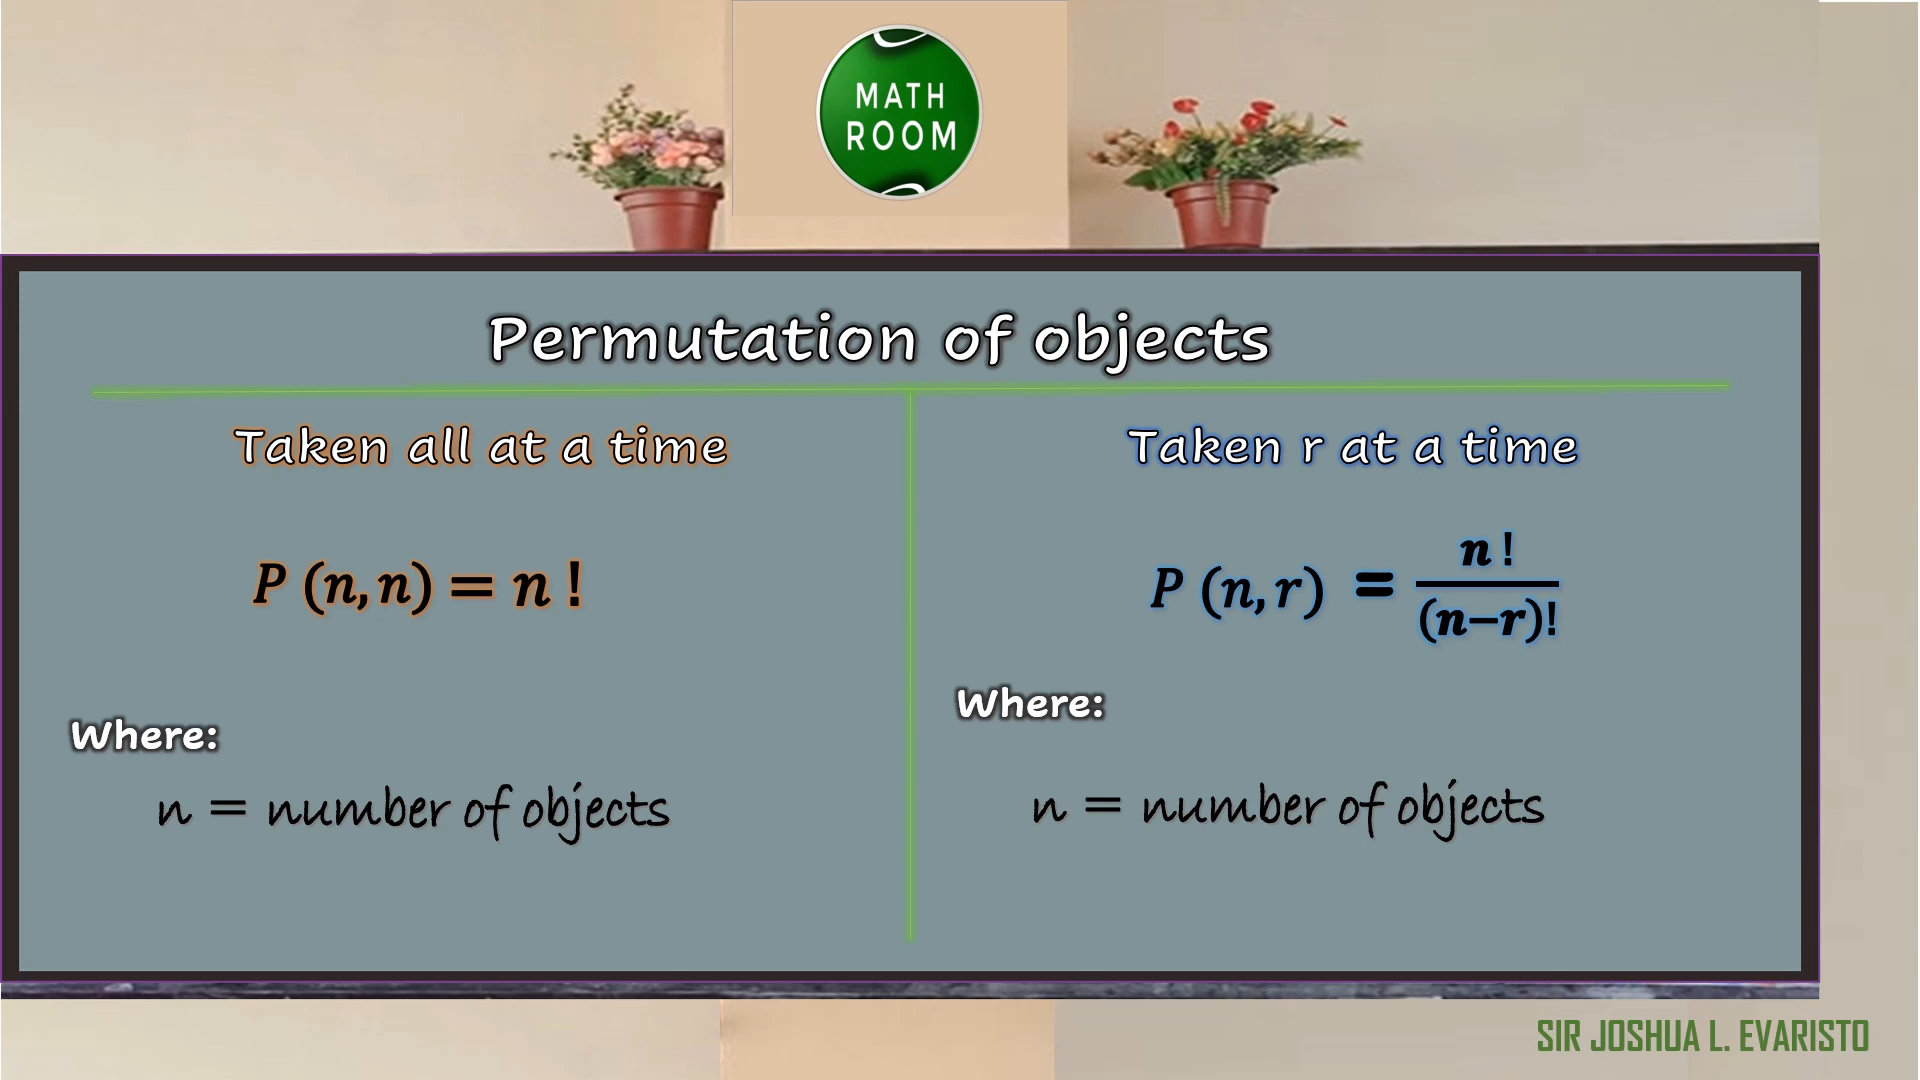 MATH
ROOM
Permutation of objects
Taken all at a time
P (n, n) = n !
Where:
n = number of objects
Taken r at a time
P (n, r) = n ! / (n−r)!
Where:
n = number of objects
SIR JOSHUA L. EVARISTO